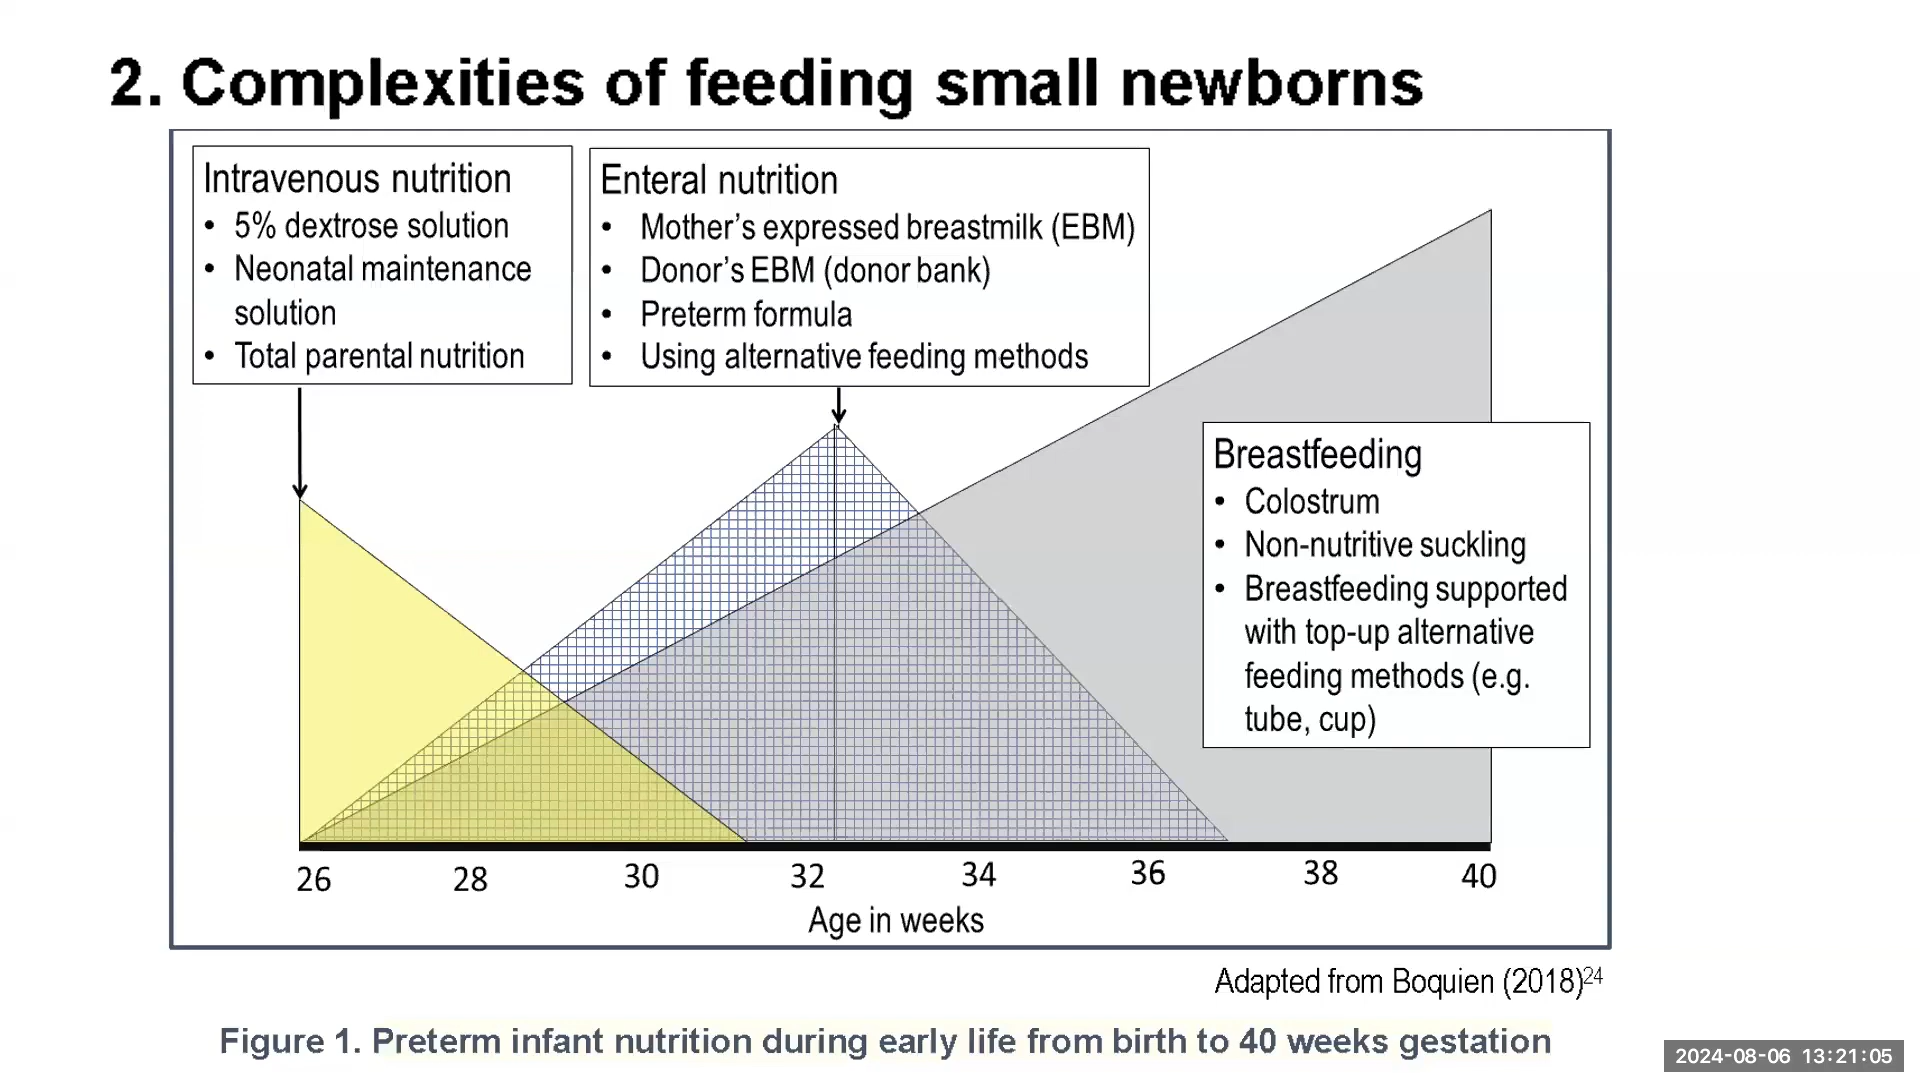 2. Complexities of feeding small newborns
Intravenous nutrition
• 5% dextrose solution
• Neonatal maintenance
solution
• Total parental nutrition
Enteral nutrition
• Mother’s expressed breastmilk (EBM)
• Donor’s EBM (donor bank)
• Preterm formula
• Using alternative feeding methods
Breastfeeding
• Colostrum
• Non-nutritive suckling
• Breastfeeding supported
with top-up alternative
feeding methods (e.g.
tube, cup)
26 28 30 32 34 36 38 40
Age in weeks
Adapted from Boquien (2018)24
Figure 1. Preterm infant nutrition during early life from birth to 40 weeks gestation
2024-08-06 13:21:05